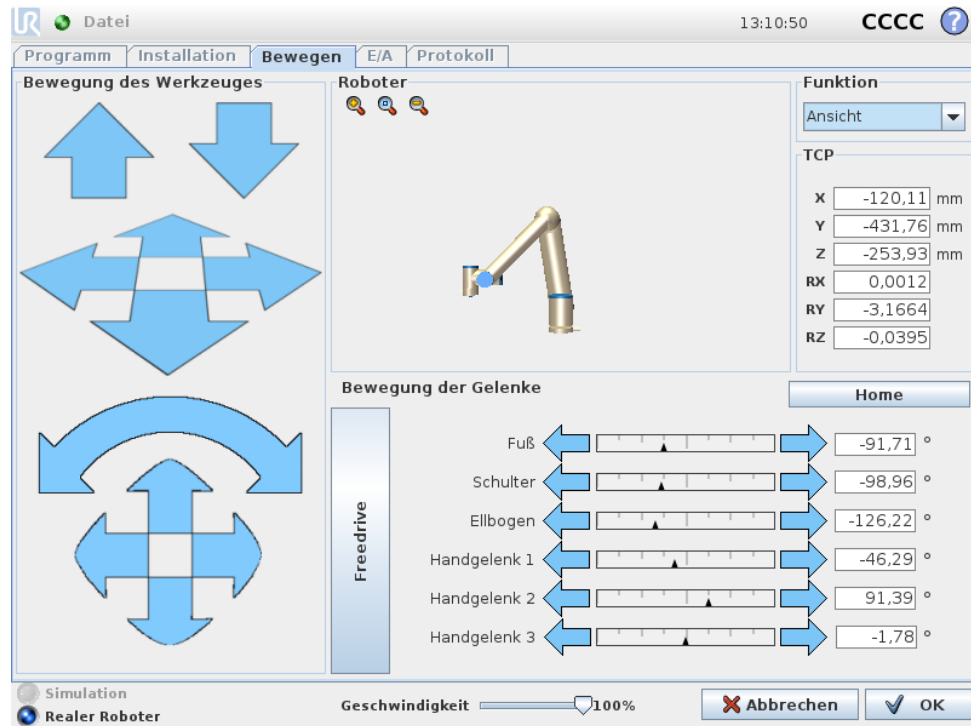 UR Datei 13:10:50 CCCC ?
Programm Installation Bewegen E/A Protokoll
Bewegung des Werkzeuges
Roboter
Funktion
Ansicht
TCP
X -120,11 mm
Y -431,76 mm
Z -253,93 mm
RX 0,0012
RY -3,1664
RZ -0,0395
Bewegung der Gelenke
Home
Freedrive
Fuß -91,71 °
Schulter -98,96 °
Ellbogen -126,22 °
Handgelenk 1 -46,29 °
Handgelenk 2 91,39 °
Handgelenk 3 -1,78 °
Simulation
Realer Roboter
Geschwindigkeit 100%
Abbrechen
OK